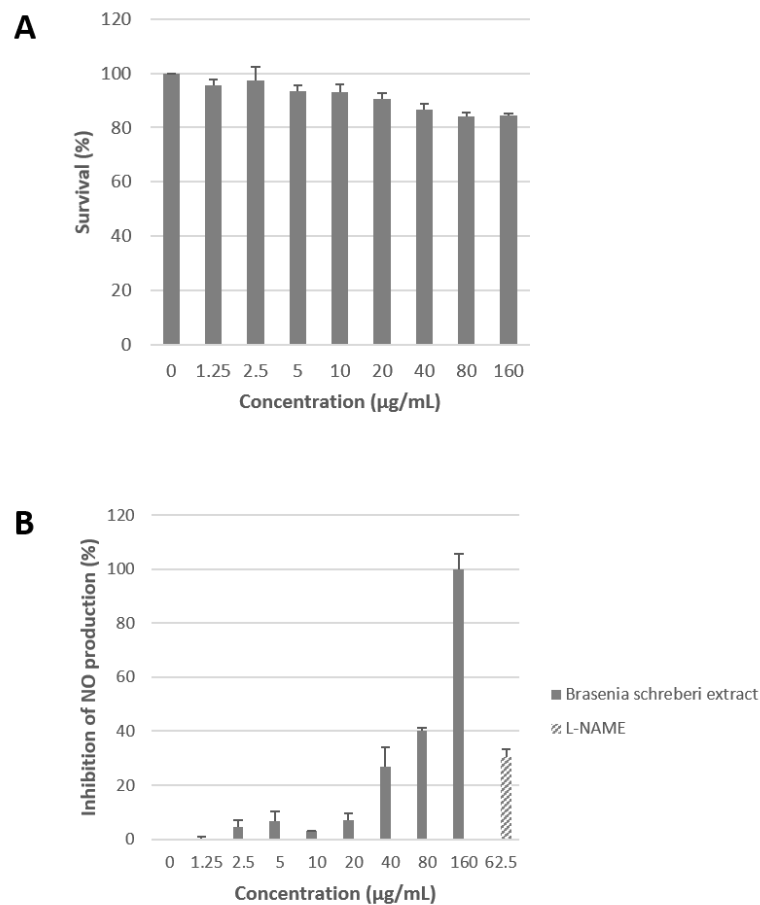 A
120
100
80
60
40
20
0
Survival (%)
0 1.25 2.5 5 10 20 40 80 160
Concentration (µg/mL)
B
120
100
80
60
40
20
0
Inhibition of NO production (%)
0 1.25 2.5 5 10 20 40 80 160 62.5
Concentration (µg/mL)
Brasenia schreberi extract
L-NAME